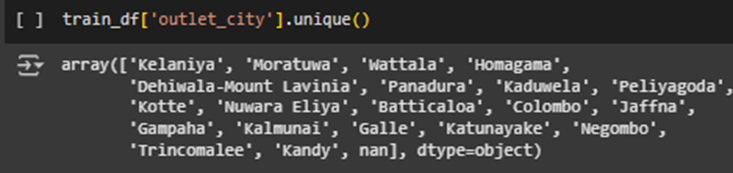 [ ] train_df['outlet_city'].unique()
array(['Kelaniya', 'Moratuwa', 'Wattala', 'Homagama',
'Dehiwala-Mount Lavinia', 'Panadura', 'Kaduwela', 'Peliyagoda',
'Kotte', 'Nuwara Eliya', 'Batticaloa', 'Colombo', 'Jaffna',
'Gampaha', 'Kalmunai', 'Galle', 'Katunayake', 'Negombo',
'Trincomalee', 'Kandy', nan], dtype=object)